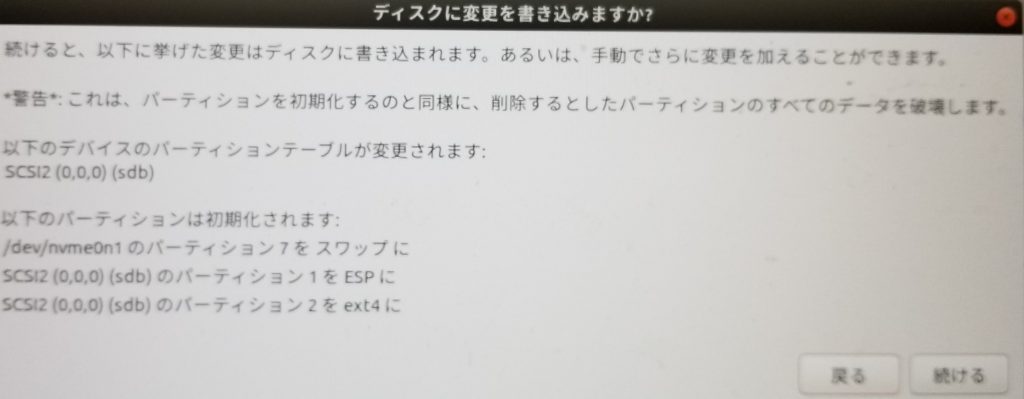 ディスクに変更を書き込みますか?
続けると、以下に挙げた変更はディスクに書き込まれます。あるいは、手動でさらに変更を加えることができます。
*警告*: これは、パーティションを初期化するのと同様に、削除するとしたパーティションのすべてのデータを破壊します。
以下のデバイスのパーティションテーブルが変更されます:
SCSI2 (0,0,0) (sdb)
以下のパーティションは初期化されます:
/dev/nvme0n1 のパーティション 7 を スワップ に
SCSI2 (0,0,0) (sdb) のパーティション 1 を ESP に
SCSI2 (0,0,0) (sdb) のパーティション 2 を ext4 に
戻る 続ける